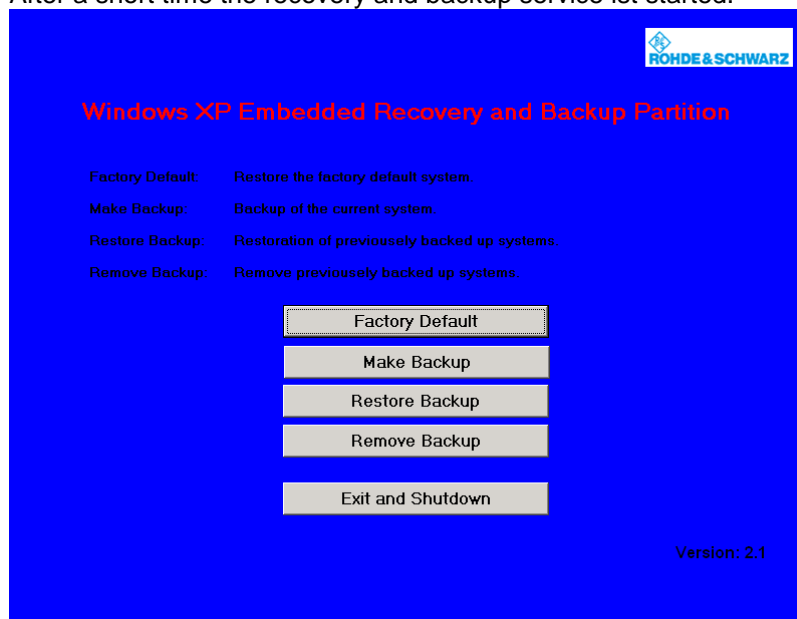 After a short time the recovery and backup service ist started.
ROHDE & SCHWARZ
Windows XP Embedded Recovery and Backup Partition
Factory Default: Restore the factory default system.
Make Backup: Backup of the current system.
Restore Backup: Restoration of previousely backed up systems.
Remove Backup: Remove previousely backed up systems.
Factory Default
Make Backup
Restore Backup
Remove Backup
Exit and Shutdown
Version: 2.1